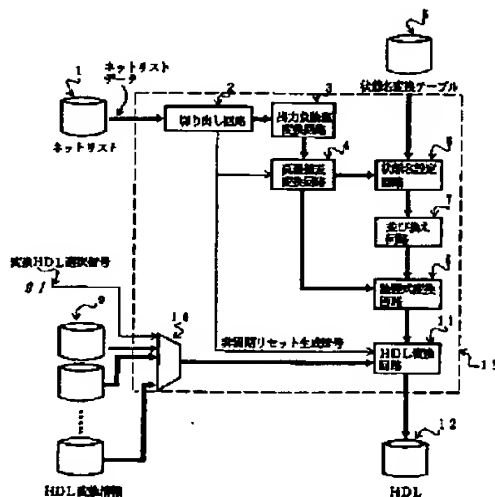 5
1
ネットリスト
データ
2
3
状態名変換テーブル
切り出し回路
出力負論理
変換回路
ネットリスト
4
6
真理値表
変換回路
状態名設定
回路
7
並び換え
回路
変換HDL選択信号
81
8
論理式変換
回路
9
10
非同期リセット生成信号
11
HDL変換
回路
13
12
HDL変換情報
HDL